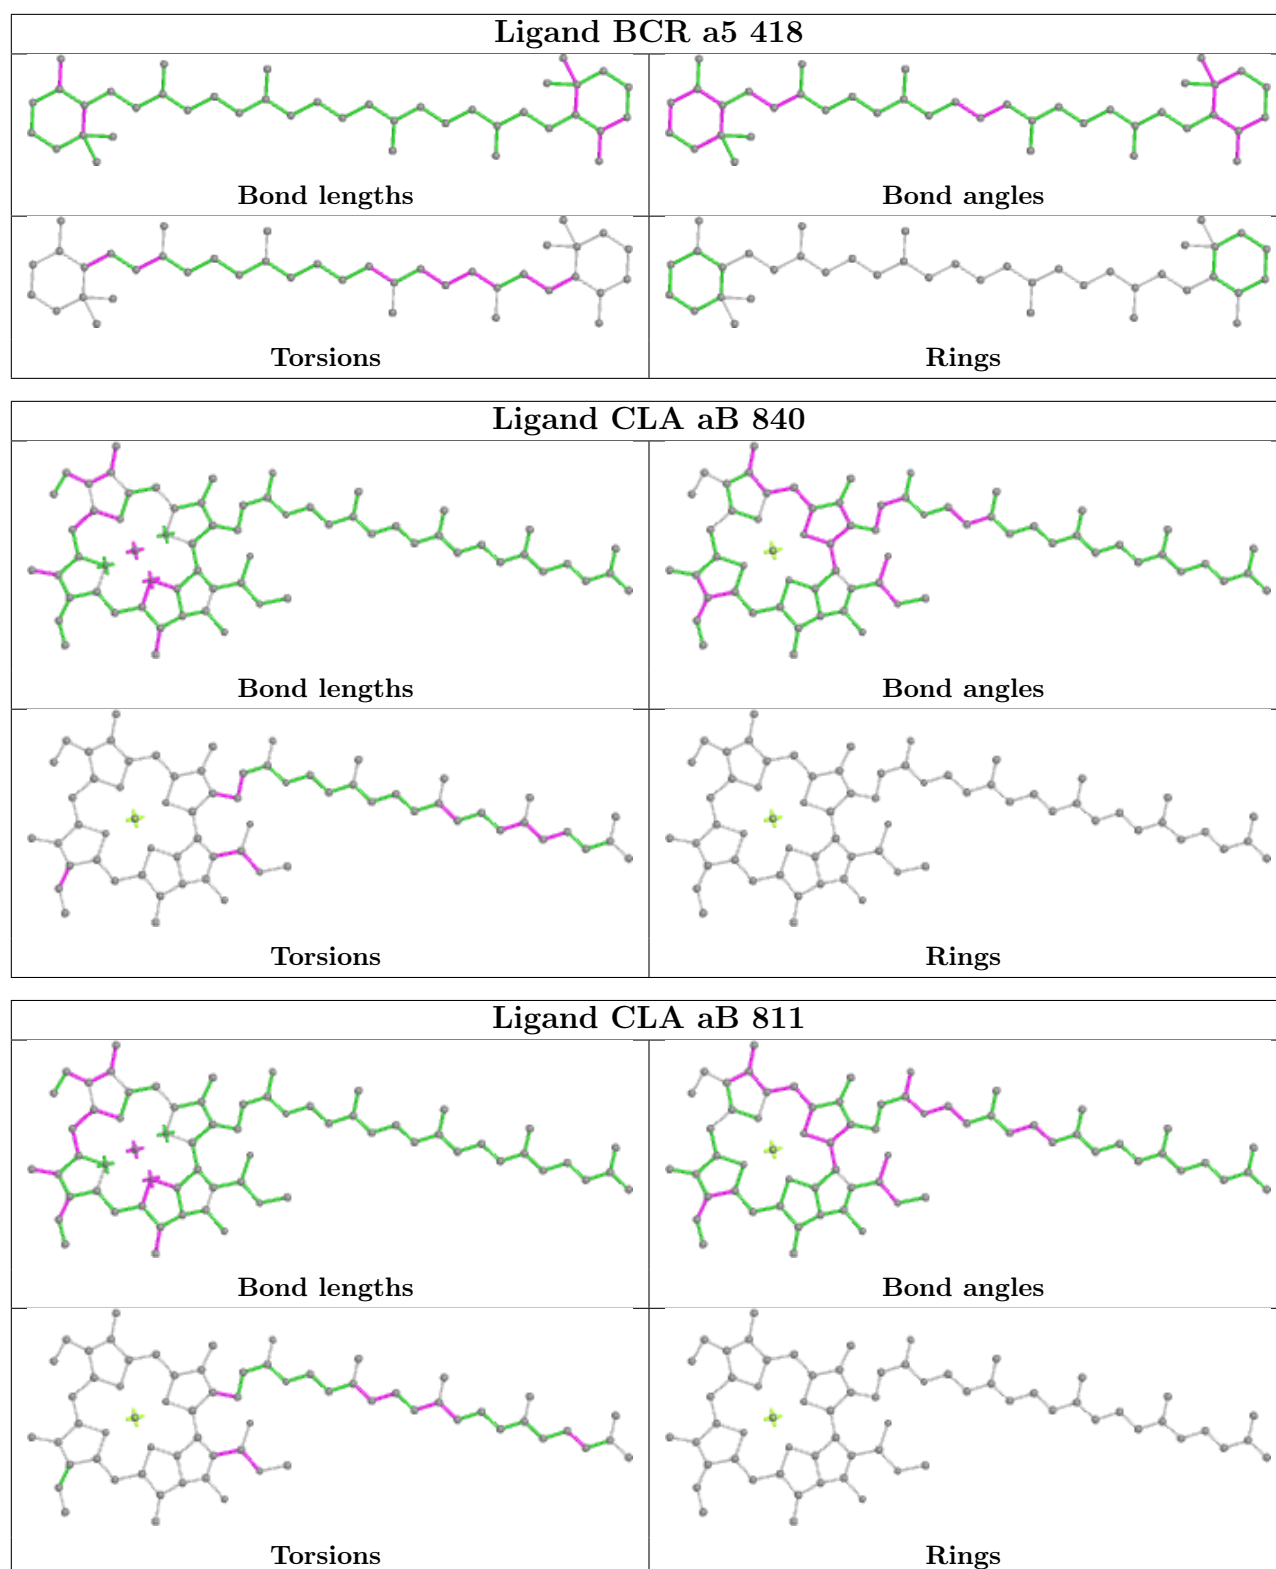 Ligand BCR a5 418
Bond lengths
Bond angles
Torsions
Rings
Ligand CLA aB 840
Bond lengths
Bond angles
Torsions
Rings
Ligand CLA aB 811
Bond lengths
Bond angles
Torsions
Rings